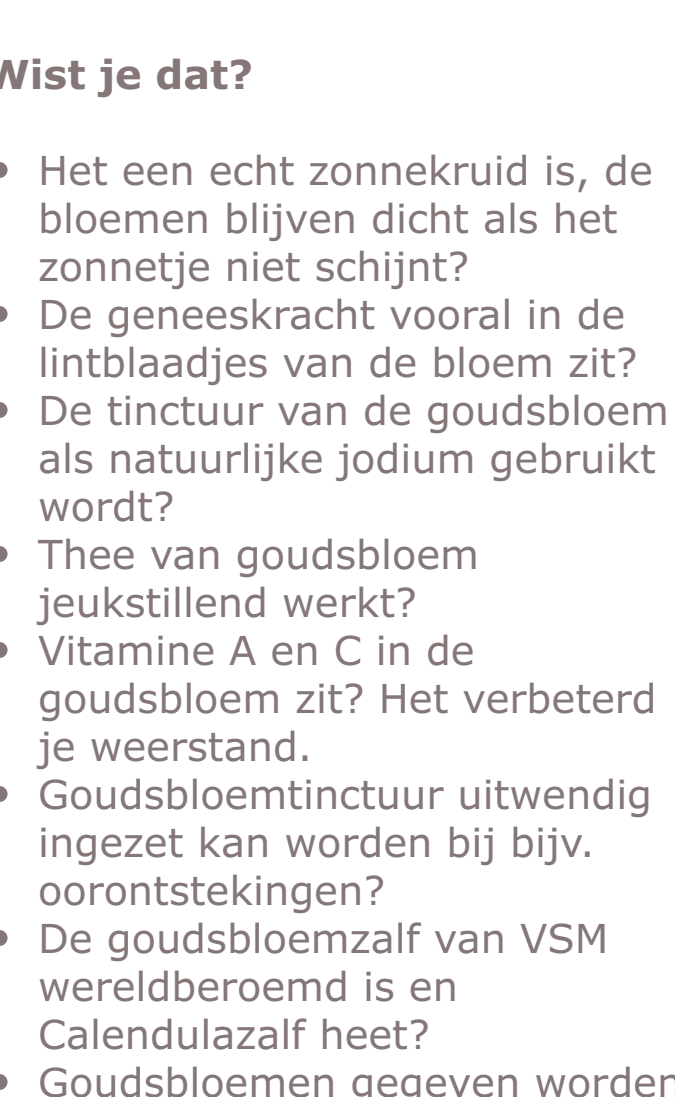 Wist je dat?
• Het een echt zonnekruid is, de
bloemen blijven dicht als het
zonnetje niet schijnt?
• De geneeskracht vooral in de
lintblaadjes van de bloem zit?
• De tinctuur van de goudsbloem
als natuurlijke jodium gebruikt
wordt?
• Thee van goudsbloem
jeukstillend werkt?
• Vitamine A en C in de
goudsbloem zit? Het verbeterd
je weerstand.
• Goudsbloemtinctuur uitwendig
ingezet kan worden bij bijv.
oorontstekingen?
• De goudsbloemzalf van VSM
wereldberoemd is en
Calendulazalf heet?
• Goudsbloemen gegeven worden